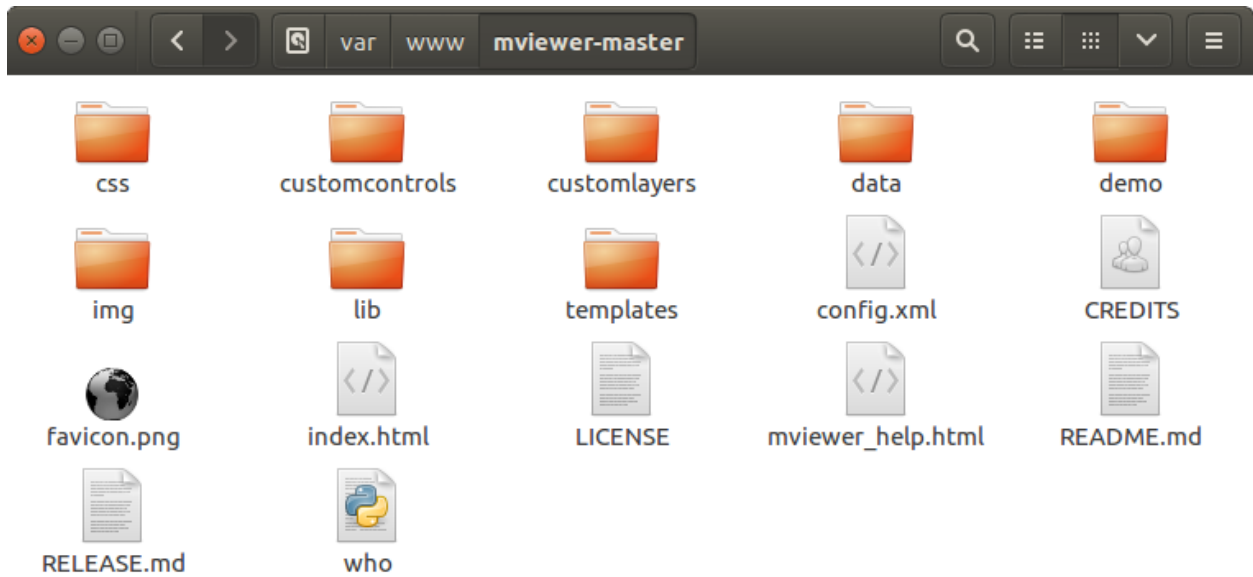 var www mviewer-master
css customcontrols customlayers data demo
img lib templates config.xml CREDITS
favicon.png index.html LICENSE mviewer_help.html README.md
RELEASE.md who